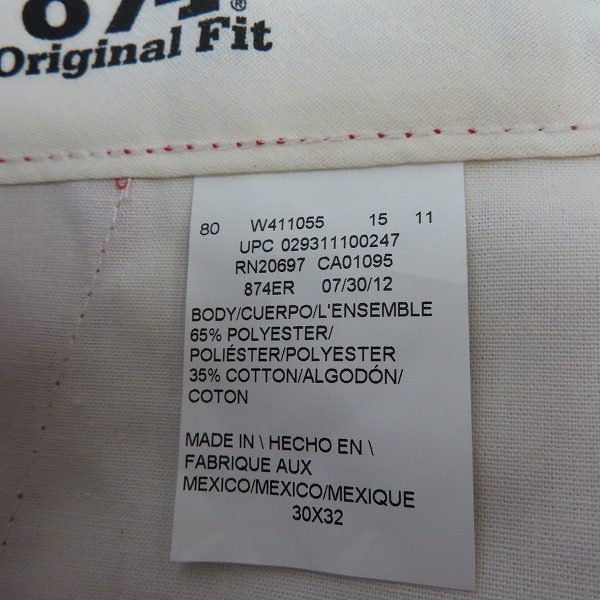 874®
Original Fit
80 W411055 15 11
UPC 029311100247
RN20697 CA01095
874ER 07/30/12
BODY/CUERPO/L'ENSEMBLE
65% POLYESTER/
POLIÉSTER/POLYESTER
35% COTTON/ALGODÓN/
COTON
MADE IN \ HECHO EN \
FABRIQUE AUX
MEXICO/MEXICO/MEXIQUE
30X32